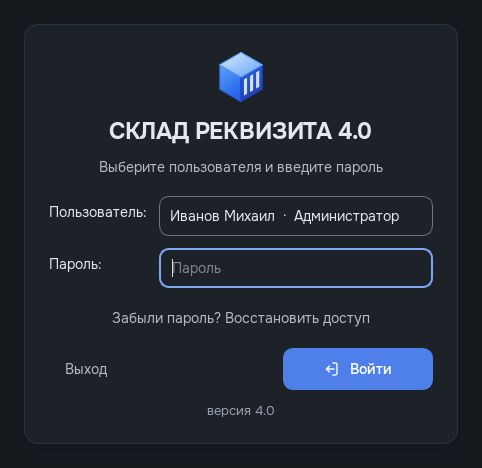 СКЛАД РЕКВИЗИТА 4.0
Выберите пользователя и введите пароль
Пользователь: Иванов Михаил · Администратор
Пароль: Пароль
Забыли пароль? Восстановить доступ
Выход Войти
версия 4.0